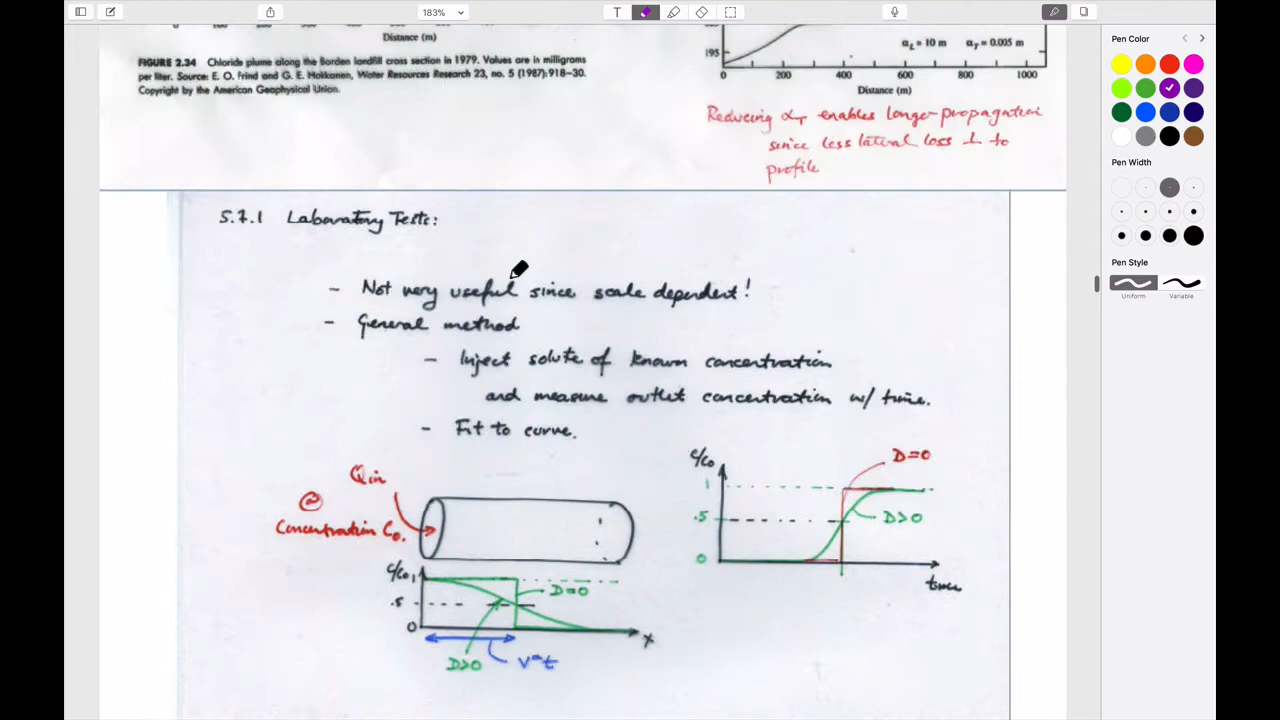 183%
T
Distance (m)
FIGURE 2.34 Chloride plume along the Borden landfill cross section in 1979. Values are in milligrams
per liter. Source: E. O. Frind and G. E. Hokkanen, Water Resources Research 23, no. 5 (1987):918–30.
Copyright by the American Geophysical Union.
195
αL = 10 m αT = 0.005 m
0 200 400 600 800 1000
Distance (m)
Reducing αT enables longer propagation
since less lateral loss ⊥ to
profile
5.7.1 Laboratory Tests:
- Not very useful since scale dependent!
- General method
- Inject solute of known concentration
and measure outlet concentration w/ time.
- Fit to curve.
Qin
@
Concentration C0.
C/C0
1
.5
0
D=0
D>0
x
V^a t
C/C0
1
.5
0
D=0
D>0
time
Pen Color
Pen Width
Pen Style
Uniform
Variable